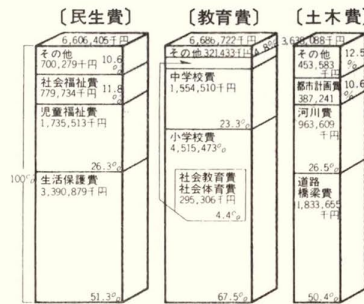 〔民生費〕
6,606,405千円
その他
700,279千円
10.6%
社会福祉費
779,734千円
11.8%
児童福祉費
1,735,513千円
26.3%
100%
生活保護費
3,390,879千円
51.3%
〔教育費〕
6,686,722千円
その他321,433千円
4.8%
中学校費
1,554,510千円
23.3%
小学校費
4,515,473%
社会教育費
社会体育費
295,306千円
4.4%
67.5%
〔土木費〕
3,638,088千円
その他
453,583
千円
12.5
%
都市計画費
387,241
10.6
%
河川費
963,609
千円
26.5%
道路
橋梁費
1,833,655
千円
50.4%